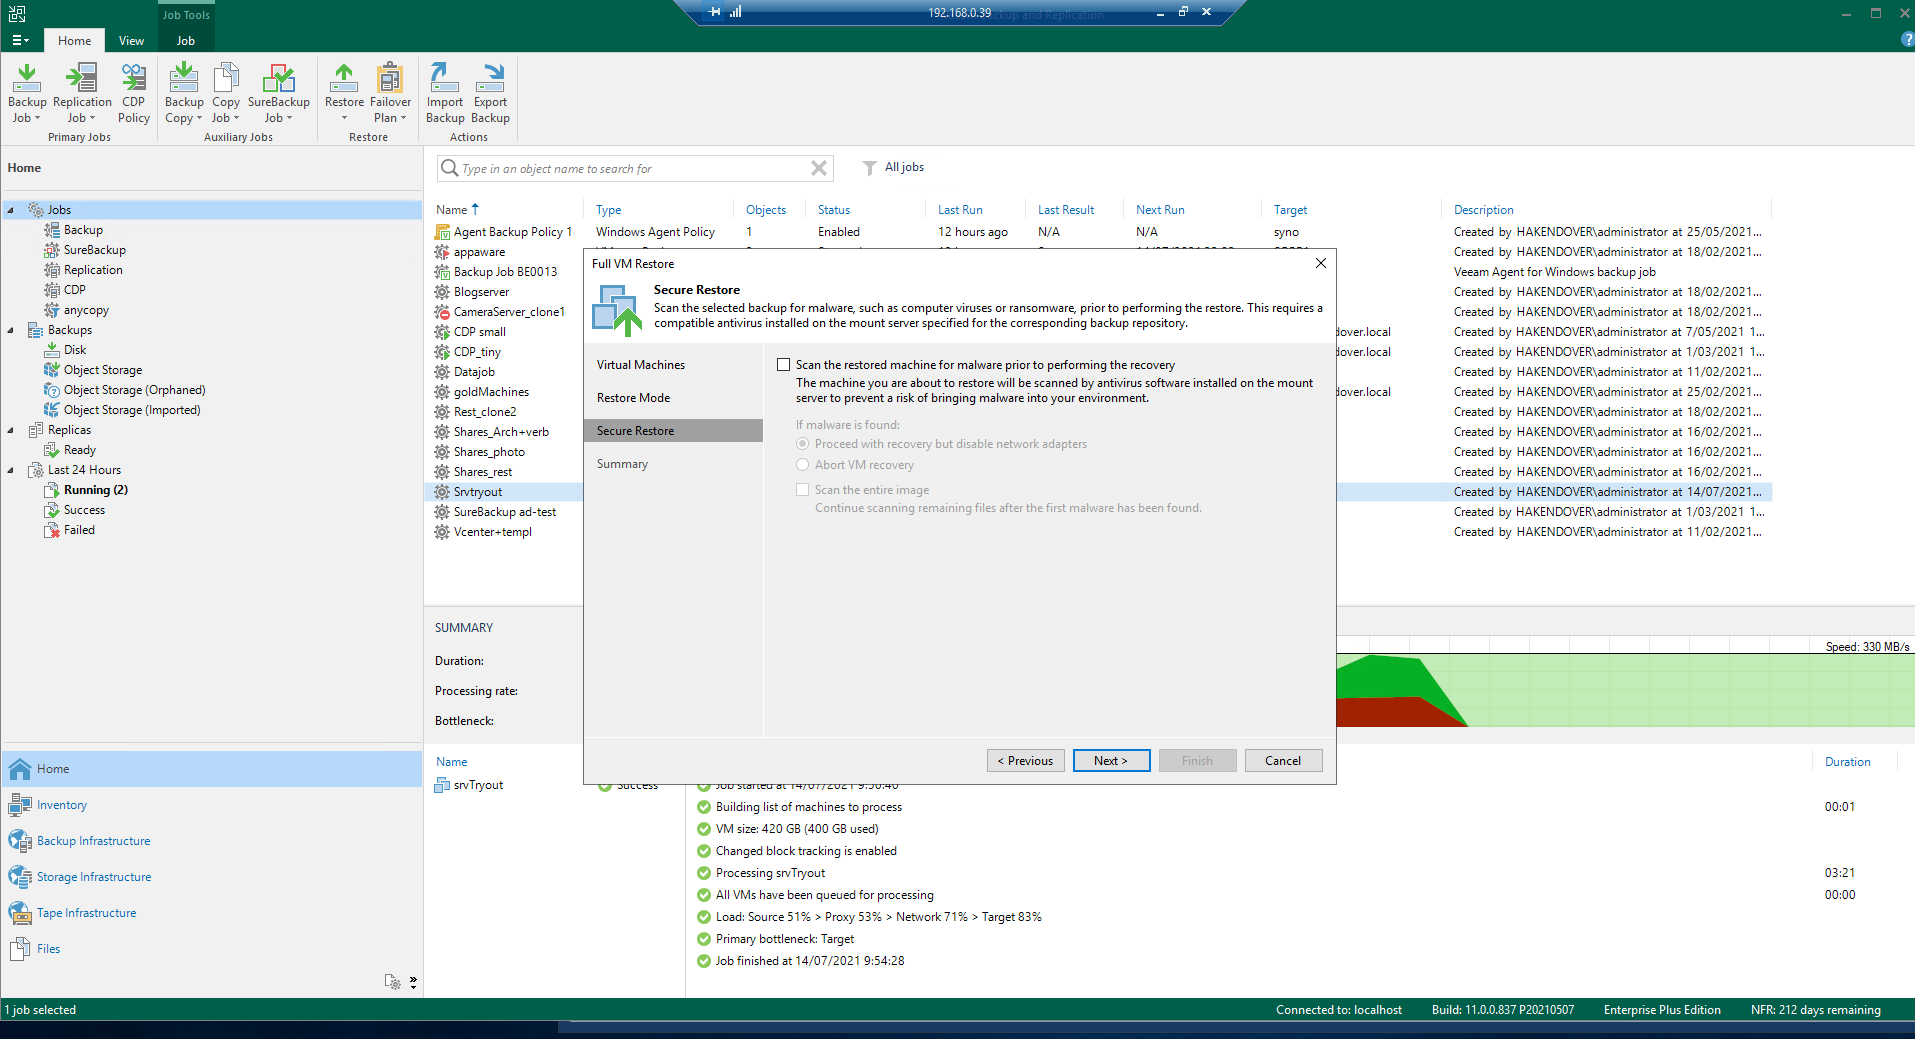 Job Tools
192.168.0.39
ckup and Replication
Home
View
Job
Backup Job
Replication Job
CDP Policy
Backup Copy
Copy Job
SureBackup Job
Restore
Failover Plan
Import Backup
Export Backup
Primary Jobs
Auxiliary Jobs
Restore
Actions
Home
Jobs
Backup
SureBackup
Replication
CDP
anycopy
Backups
Disk
Object Storage
Object Storage (Orphaned)
Object Storage (Imported)
Replicas
Ready
Last 24 Hours
Running (2)
Success
Failed
Home
Inventory
Backup Infrastructure
Storage Infrastructure
Tape Infrastructure
Files
Type in an object name to search for
All jobs
Name Type Objects Status Last Run Last Result Next Run Target Description
Agent Backup Policy 1 Windows Agent Policy 1 Enabled 12 hours ago N/A N/A syno Created by HAKENDOVER\administrator at 25/05/2021...
appaware Created by HAKENDOVER\administrator at 18/02/2021...
Backup Job BE0013 Veeam Agent for Windows backup job
Blogserver Created by HAKENDOVER\administrator at 18/02/2021...
CameraServer_clone1 Created by HAKENDOVER\administrator at 18/02/2021...
CDP small dover.local Created by HAKENDOVER\administrator at 7/05/2021 1...
CDP_tiny dover.local Created by HAKENDOVER\administrator at 1/03/2021 1...
Datajob Created by HAKENDOVER\administrator at 11/02/2021...
goldMachines dover.local Created by HAKENDOVER\administrator at 25/02/2021...
Rest_clone2 Created by HAKENDOVER\administrator at 18/02/2021...
Shares_Arch+verb Created by HAKENDOVER\administrator at 16/02/2021...
Shares_photo Created by HAKENDOVER\administrator at 16/02/2021...
Shares_rest Created by HAKENDOVER\administrator at 16/02/2021...
Srvtryout Created by HAKENDOVER\administrator at 14/07/2021...
SureBackup ad-test Created by HAKENDOVER\administrator at 1/03/2021 1...
Vcenter+templ Created by HAKENDOVER\administrator at 11/02/2021...
Full VM Restore
Secure Restore
Scan the selected backup for malware, such as computer viruses or ransomware, prior to performing the restore. This requires a
compatible antivirus installed on the mount server specified for the corresponding backup repository.
Virtual Machines
Restore Mode
Secure Restore
Summary
Scan the restored machine for malware prior to performing the recovery
The machine you are about to restore will be scanned by antivirus software installed on the mount
server to prevent a risk of bringing malware into your environment.
If malware is found:
Proceed with recovery but disable network adapters
Abort VM recovery
Scan the entire image
Continue scanning remaining files after the first malware has been found.
< Previous
Next >
Finish
Cancel
SUMMARY
Duration:
Processing rate:
Bottleneck:
Speed: 330 MB/s
Name Duration
srvTryout Success Job started at 14/07/2021 9:50:40
Building list of machines to process 00:01
VM size: 420 GB (400 GB used)
Changed block tracking is enabled
Processing srvTryout 03:21
All VMs have been queued for processing 00:00
Load: Source 51% > Proxy 53% > Network 71% > Target 83%
Primary bottleneck: Target
Job finished at 14/07/2021 9:54:28
1 job selected
Connected to: localhost
Build: 11.0.0.837 P20210507
Enterprise Plus Edition
NFR: 212 days remaining